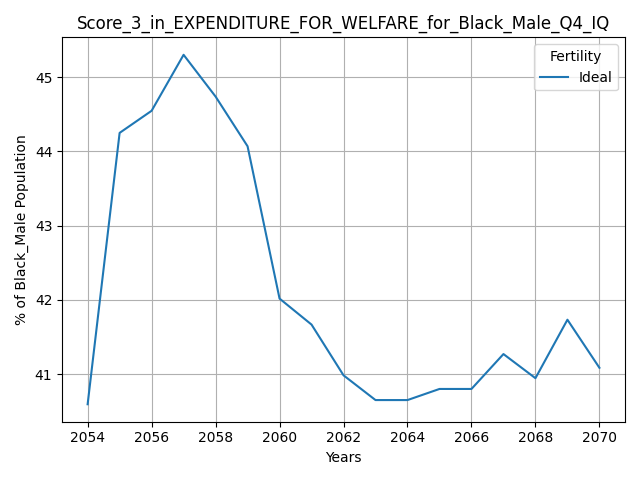 Score_3_in_EXPENDITURE_FOR_WELFARE_for_Black_Male_Q4_IQ
Fertility
Ideal
% of Black_Male Population
45
44
43
42
41
2054 2056 2058 2060 2062 2064 2066 2068 2070
Years